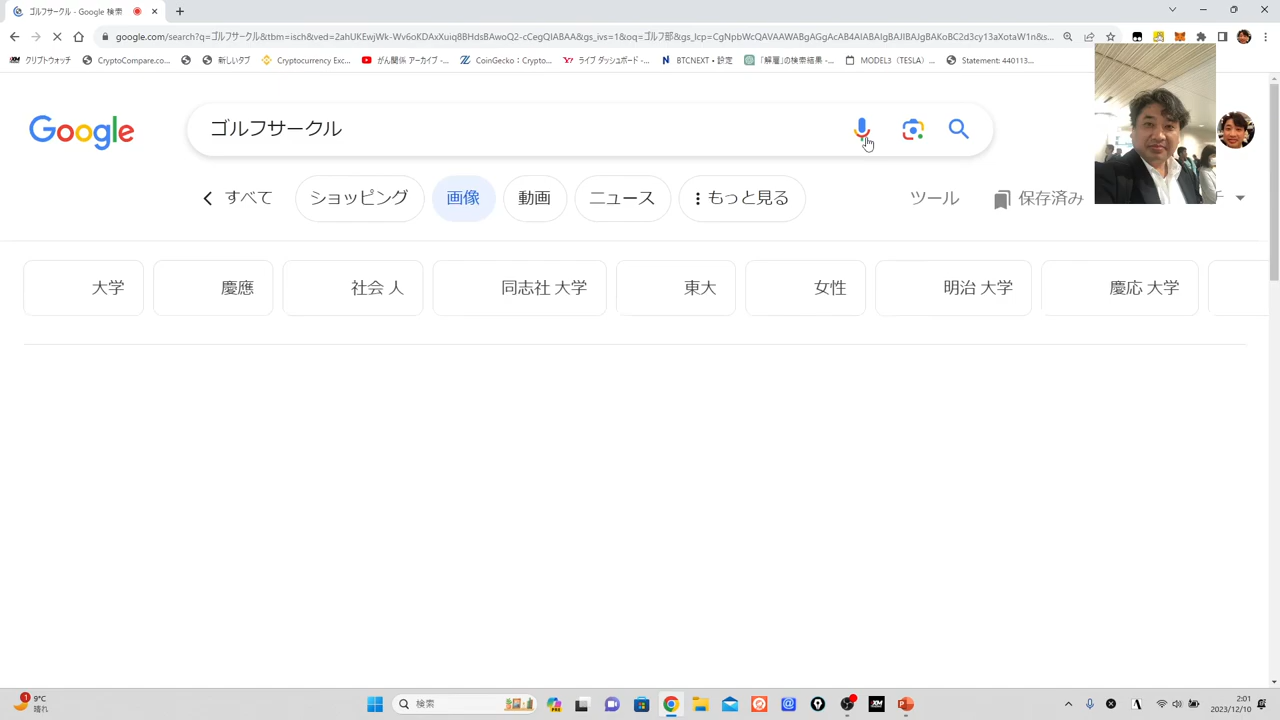 ゴルフサークル - Google 検索
google.com/search?q=ゴルフサークル&tbm=isch&ved=2ahUKEwjWk-Wv6oKDAxXuiq8BHdsBAwoQ2-cCegQIABAA&gs_ivs=1&oq=ゴルフ部&gs_lcp=CgNpbWcQAVAAWABgAGgAcAB4AIABAIgBAJIBAJgBAKoBC2d3cy13aXotaW1n&s...
クリプトウォッチ CryptoCompare.co... 新しいタブ Cryptocurrency Exc... がん関係 アーカイブ -... CoinGecko：Crypto... ライブ ダッシュボード -... BTCNEXT • 設定 「解雇」の検索結果 -... MODEL3（TESLA）... Statement: 440113...
Google
ゴルフサークル
すべて ショッピング 画像 動画 ニュース もっと見る ツール 保存済み
大学 慶應 社会 人 同志社 大学 東大 女性 明治 大学 慶応 大学
1 9°C
晴れ
検索
A
2:01
2023/12/10